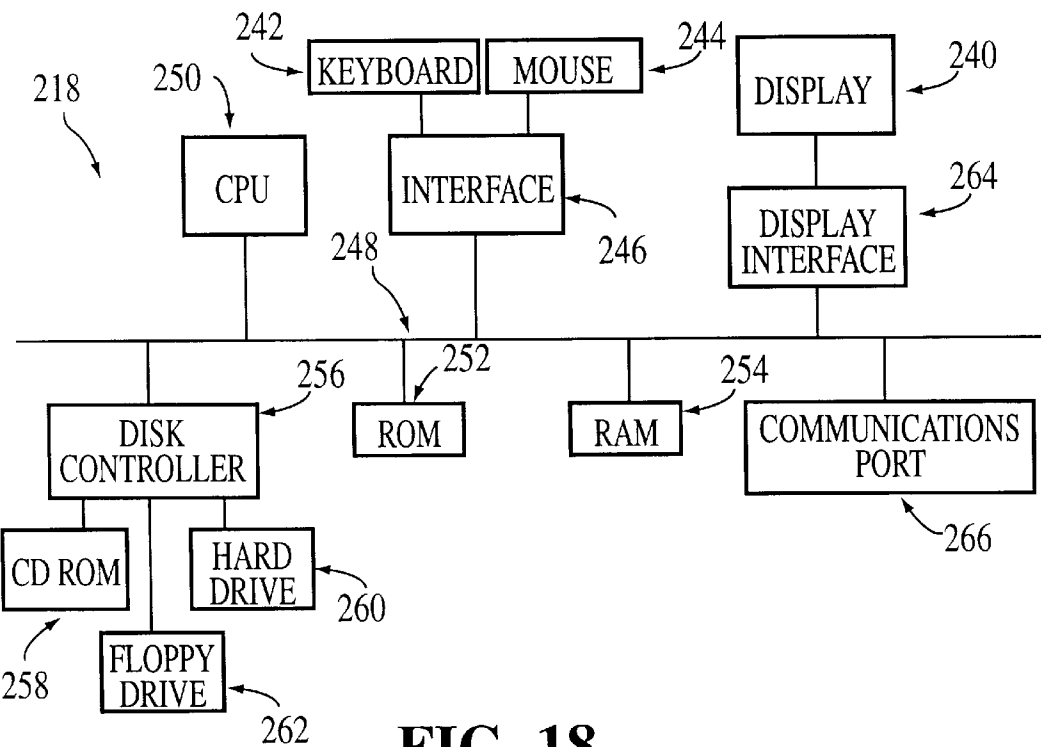 242
KEYBOARD
MOUSE
244
240
DISPLAY
218
250
CPU
INTERFACE
246
264
DISPLAY
INTERFACE
248
256
252
254
DISK
CONTROLLER
ROM
RAM
COMMUNICATIONS
PORT
266
CD ROM
HARD
DRIVE
260
258
FLOPPY
DRIVE
262
FIG. 18